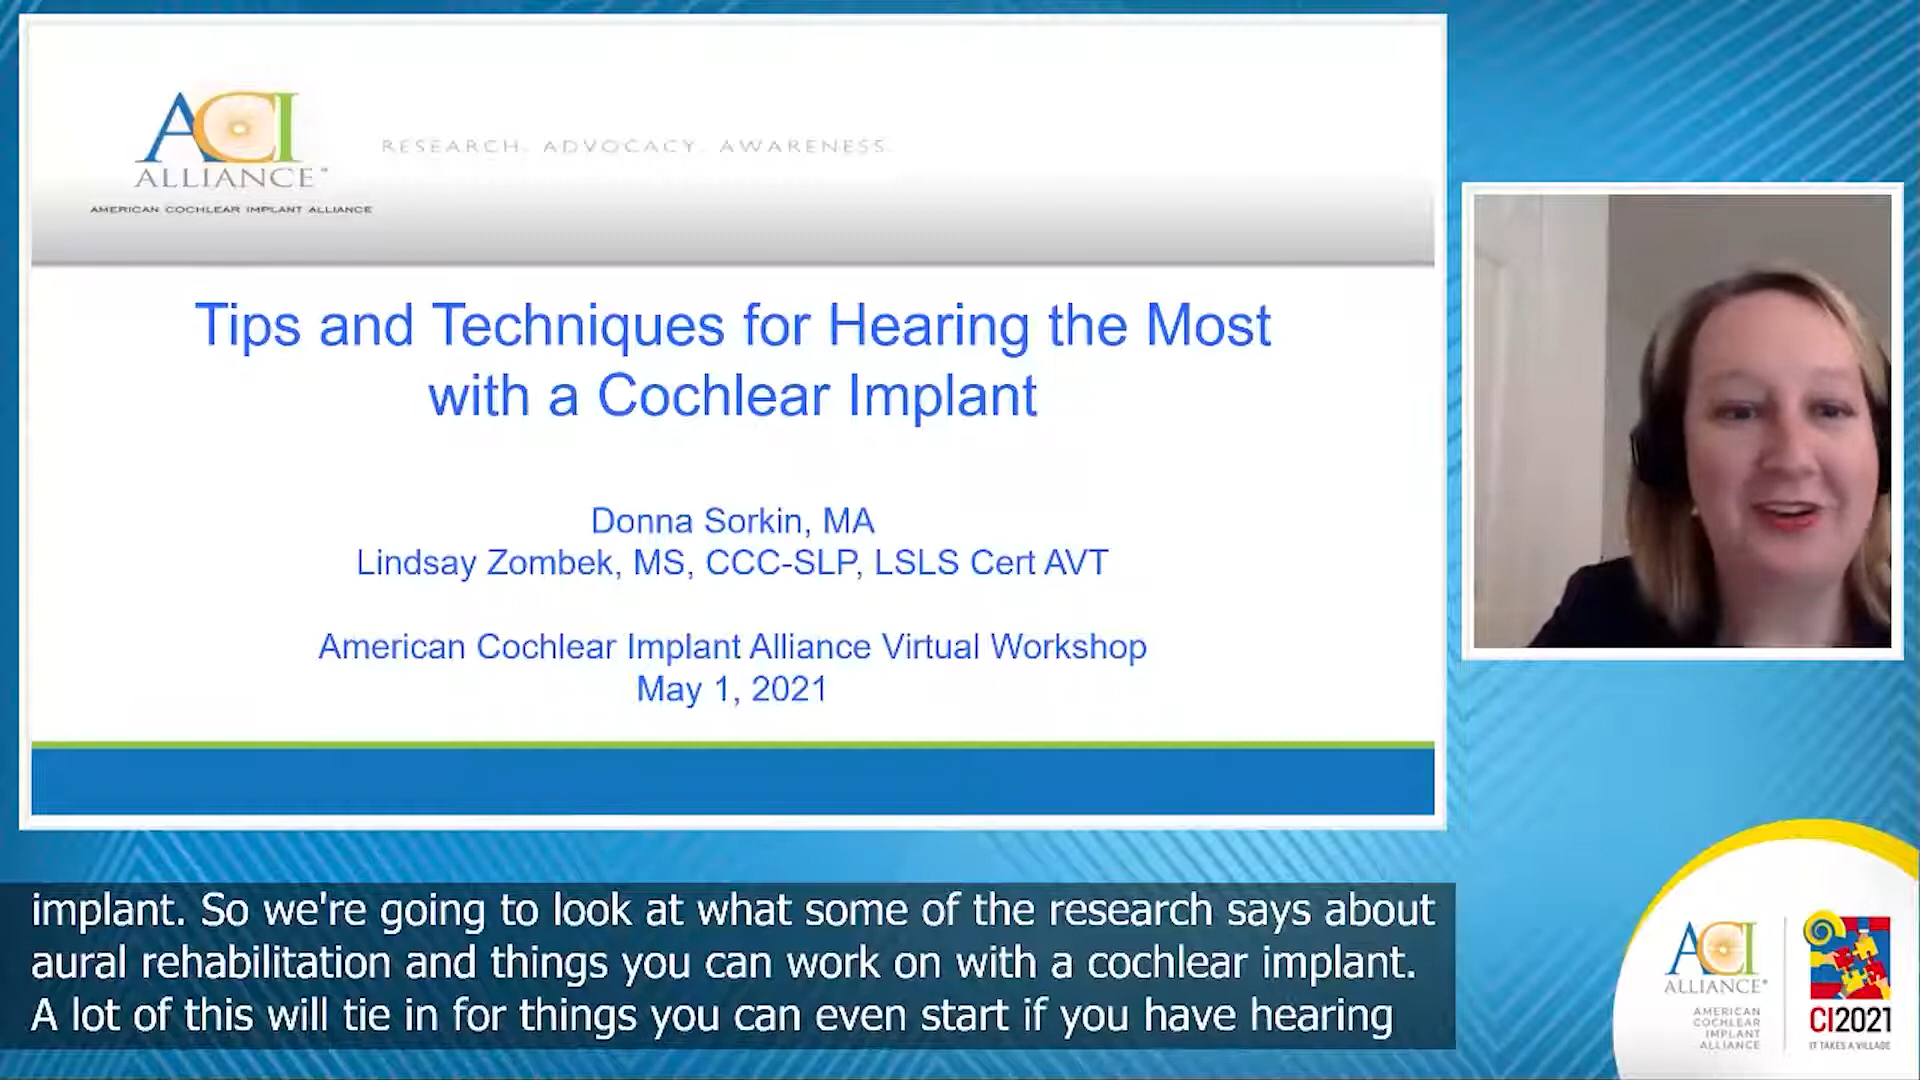 ACI
ALLIANCE
AMERICAN COCHLEAR IMPLANT ALLIANCE
RESEARCH. ADVOCACY. AWARENESS.
Tips and Techniques for Hearing the Most
with a Cochlear Implant
Donna Sorkin, MA
Lindsay Zombek, MS, CCC-SLP, LSLS Cert AVT
American Cochlear Implant Alliance Virtual Workshop
May 1, 2021
implant. So we're going to look at what some of the research says about
aural rehabilitation and things you can work on with a cochlear implant.
A lot of this will tie in for things you can even start if you have hearing
ACI
ALLIANCE
AMERICAN
COCHLEAR
IMPLANT
ALLIANCE
CI2021
IT TAKES A VILLAGE